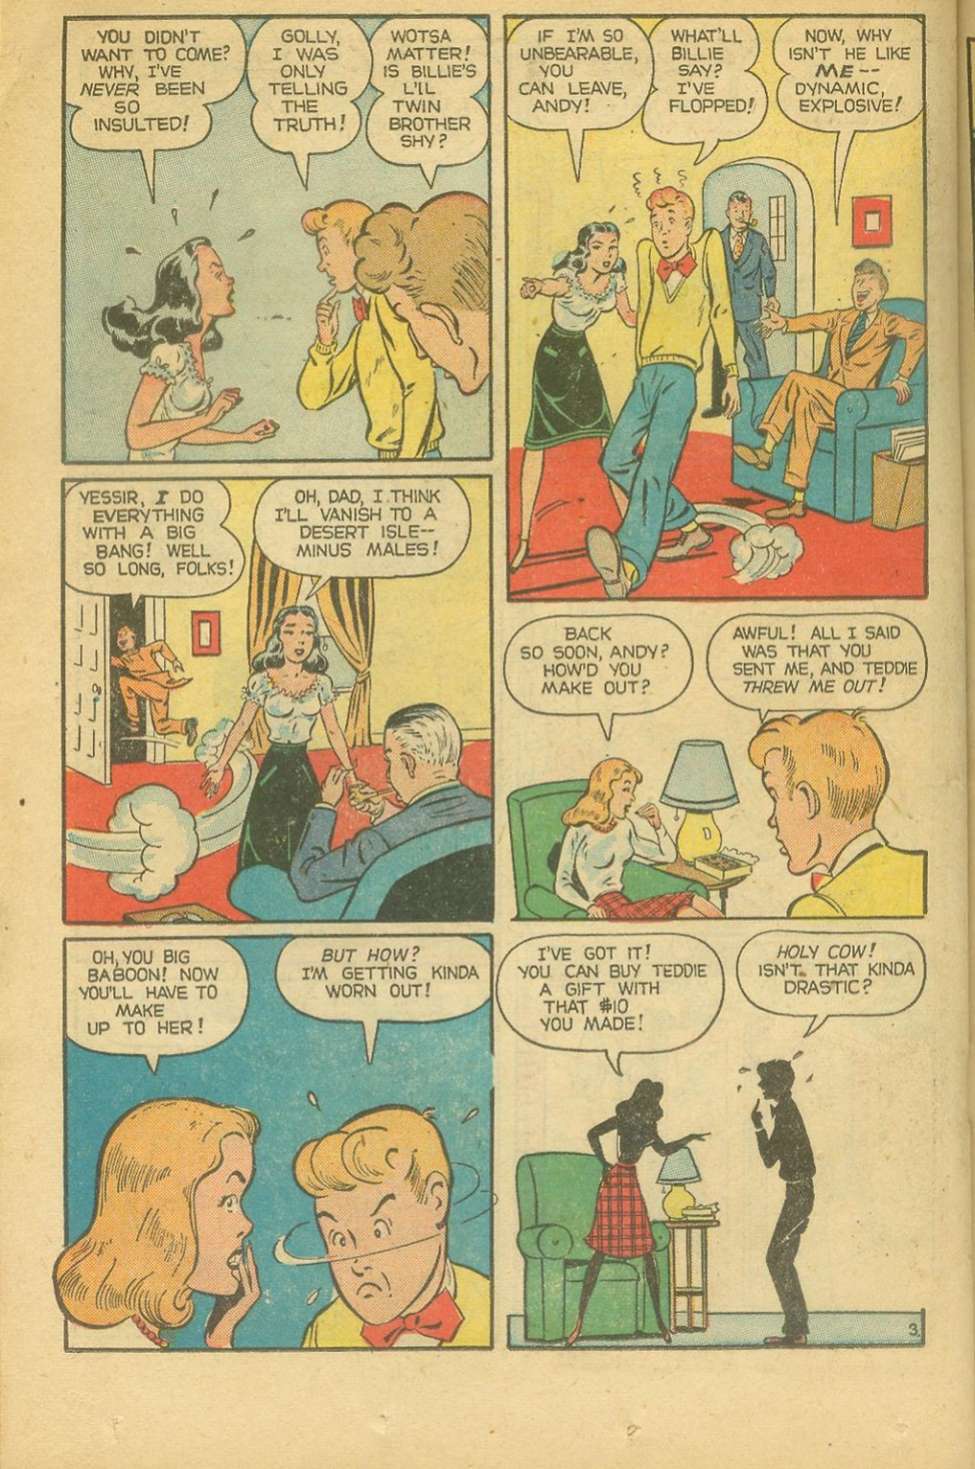 YOU DIDN'T
WANT TO COME?
WHY, I'VE
NEVER BEEN
SO
INSULTED!
GOLLY,
I WAS
ONLY
TELLING
THE
TRUTH!
WOTSA
MATTER!
IS BILLIE'S
L'IL
TWIN
BROTHER
SHY?
IF I'M SO
UNBEARABLE,
YOU
CAN LEAVE,
ANDY!
WHAT'LL
BILLIE
SAY?
I'VE
FLOPPED!
NOW, WHY
ISN'T HE LIKE
ME--
DYNAMIC,
EXPLOSIVE!
YESSIR, I DO
EVERYTHING
WITH A BIG
BANG! WELL
SO LONG, FOLKS!
OH, DAD, I THINK
I'LL VANISH TO A
DESERT ISLE--
MINUS MALES!
BACK
SO SOON, ANDY?
HOW'D YOU
MAKE OUT?
AWFUL! ALL I SAID
WAS THAT YOU
SENT ME, AND TEDDIE
THREW ME OUT!
OH, YOU BIG
BABOON! NOW
YOU'LL HAVE TO
MAKE
UP TO HER!
BUT HOW?
I'M GETTING KINDA
WORN OUT!
I'VE GOT IT!
YOU CAN BUY TEDDIE
A GIFT WITH
THAT $10
YOU MADE!
HOLY COW!
ISN'T THAT KINDA
DRASTIC?
3